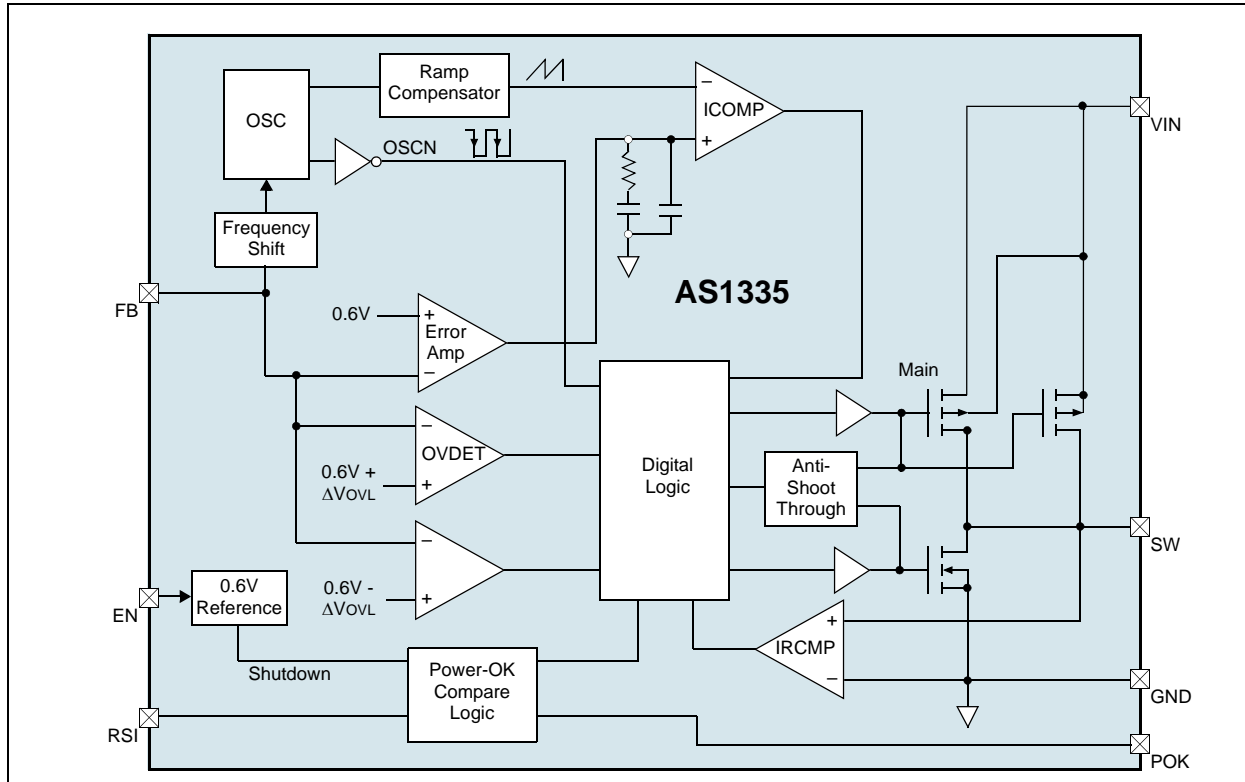 Ramp
Compensator
OSC
OSCN
ICOMP
VIN
Frequency
Shift
AS1335
FB
0.6V
+
Error
Amp
−
Main
−
OVDET
0.6V +
ΔVOVL
+
Digital
Logic
Anti-
Shoot
Through
SW
−
0.6V -
ΔVOVL
+
0.6V
Reference
EN
+
IRCMP
−
Shutdown
Power-OK
Compare
Logic
GND
RSI
POK
−
+